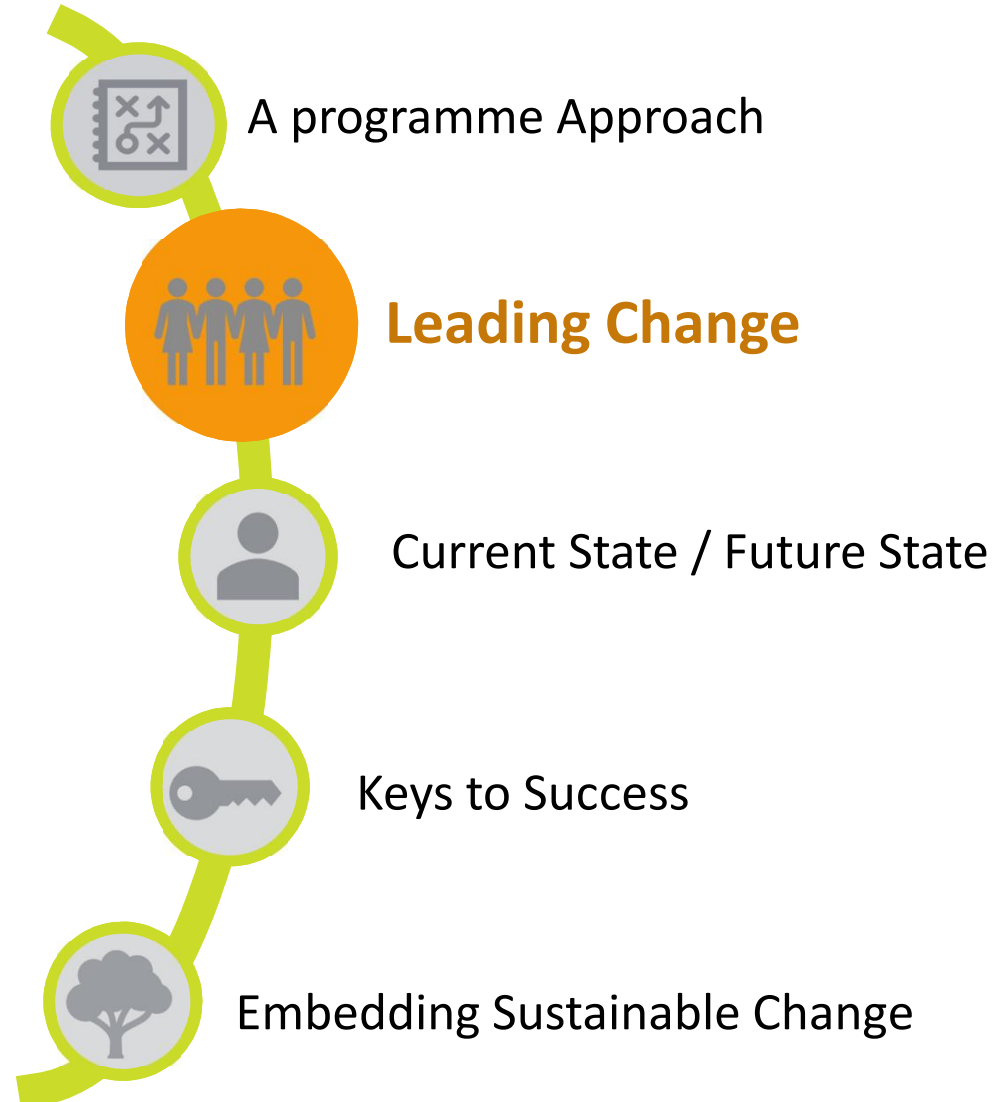 A programme Approach
Leading Change
Current State / Future State
Keys to Success
Embedding Sustainable Change